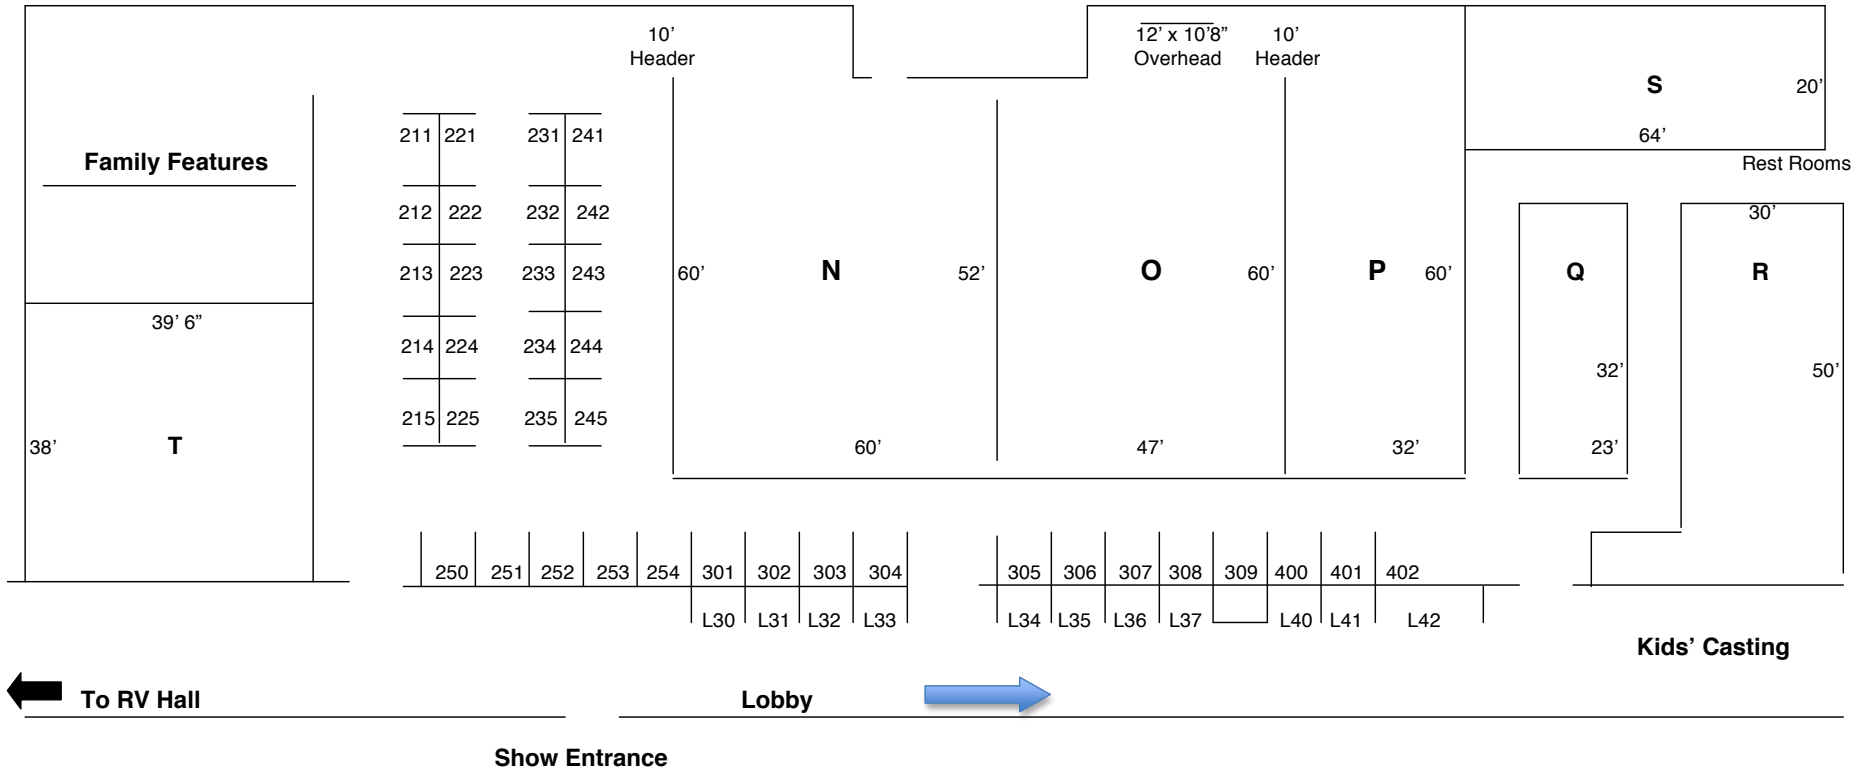 10’
Header
12’ x 10’8”
Overhead
10’
Header
S
20’
64’
Rest Rooms
Family Features
211 221 231 241
212 222 232 242
30’
213 223 233 243
60’ N 52’ O 60’ P 60’ Q R
39’ 6”
214 224 234 244
32’ 50’
215 225 235 245
38’ T 60’ 47’ 32’ 23’
250 251 252 253 254 301 302 303 304 305 306 307 308 309 400 401 402
L30 L31 L32 L33 L34 L35 L36 L37 L40 L41 L42
Kids’ Casting
To RV Hall Lobby
Show Entrance